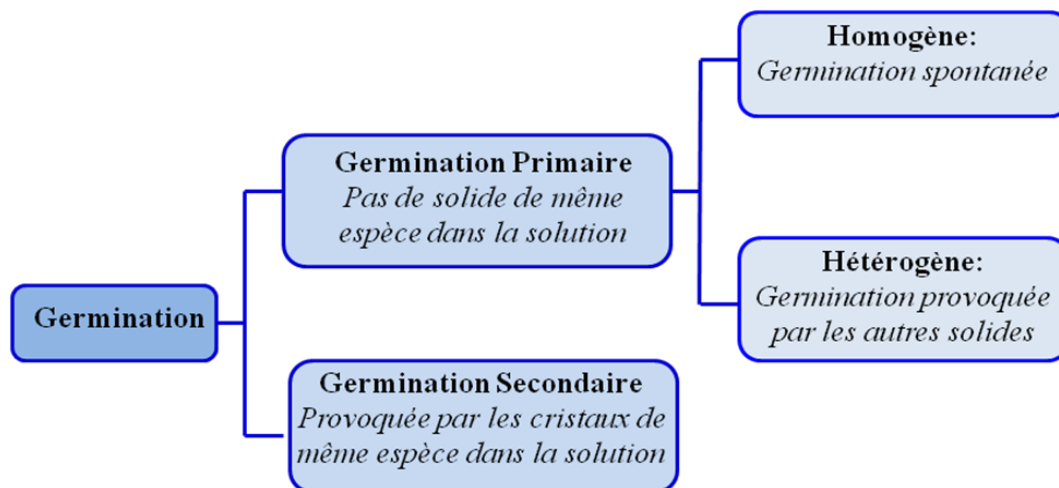 Homogène:
Germination spontanée
Germination Primaire
Pas de solide de même
espèce dans la solution
Hétérogène:
Germination provoquée
par les autres solides
Germination
Germination Secondaire
Provoquée par les cristaux de
même espèce dans la solution